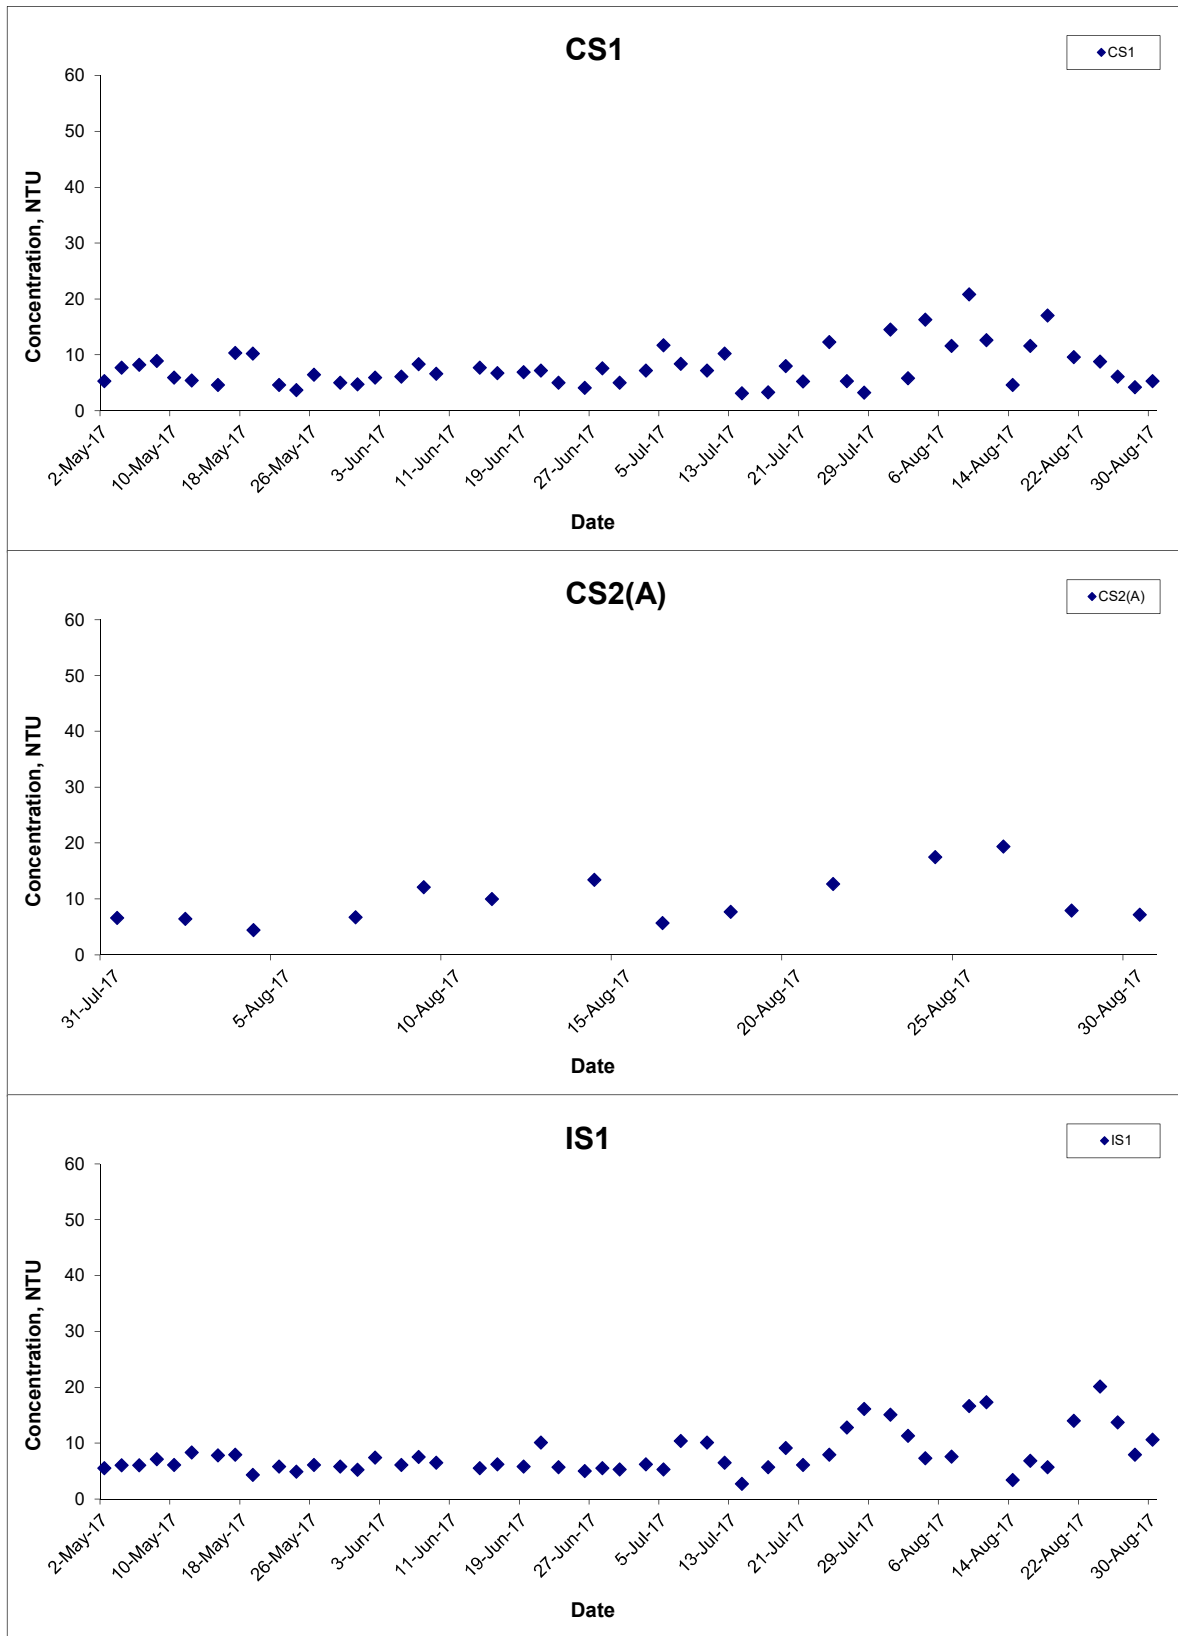 CS1
CS1
Concentration, NTU
60
50
40
30
20
10
0
2-May-17 10-May-17 18-May-17 26-May-17 3-Jun-17 11-Jun-17 19-Jun-17 27-Jun-17 5-Jul-17 13-Jul-17 21-Jul-17 29-Jul-17 6-Aug-17 14-Aug-17 22-Aug-17 30-Aug-17
Date
CS2(A)
CS2(A)
Concentration, NTU
60
50
40
30
20
10
0
31-Jul-17 5-Aug-17 10-Aug-17 15-Aug-17 20-Aug-17 25-Aug-17 30-Aug-17
Date
IS1
IS1
Concentration, NTU
60
50
40
30
20
10
0
2-May-17 10-May-17 18-May-17 26-May-17 3-Jun-17 11-Jun-17 19-Jun-17 27-Jun-17 5-Jul-17 13-Jul-17 21-Jul-17 29-Jul-17 6-Aug-17 14-Aug-17 22-Aug-17 30-Aug-17
Date